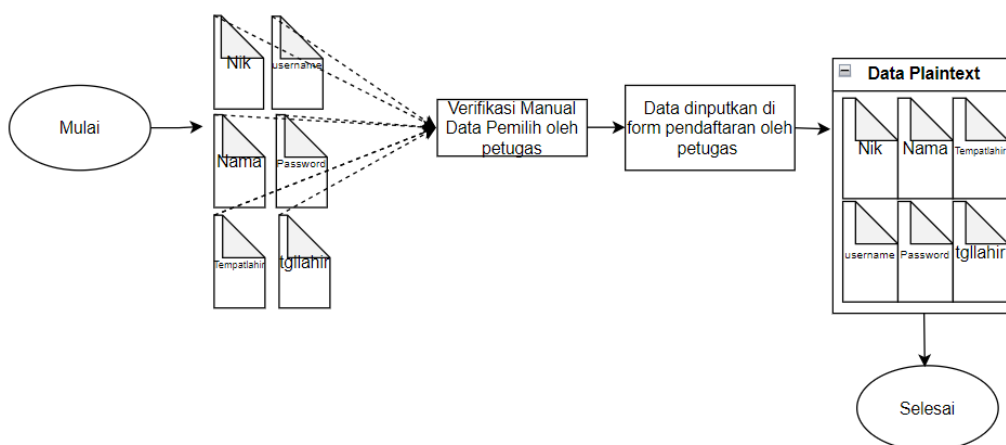 Mulai
Nik
username
Nama
Password
Tempatlahir
tgllahir
Verifikasi Manual
Data Pemilih oleh
petugas
Data dinputkan di
form pendaftaran oleh
petugas
Data Plaintext
Nik
Nama
Tempatlahir
username
Password
tgllahir
Selesai